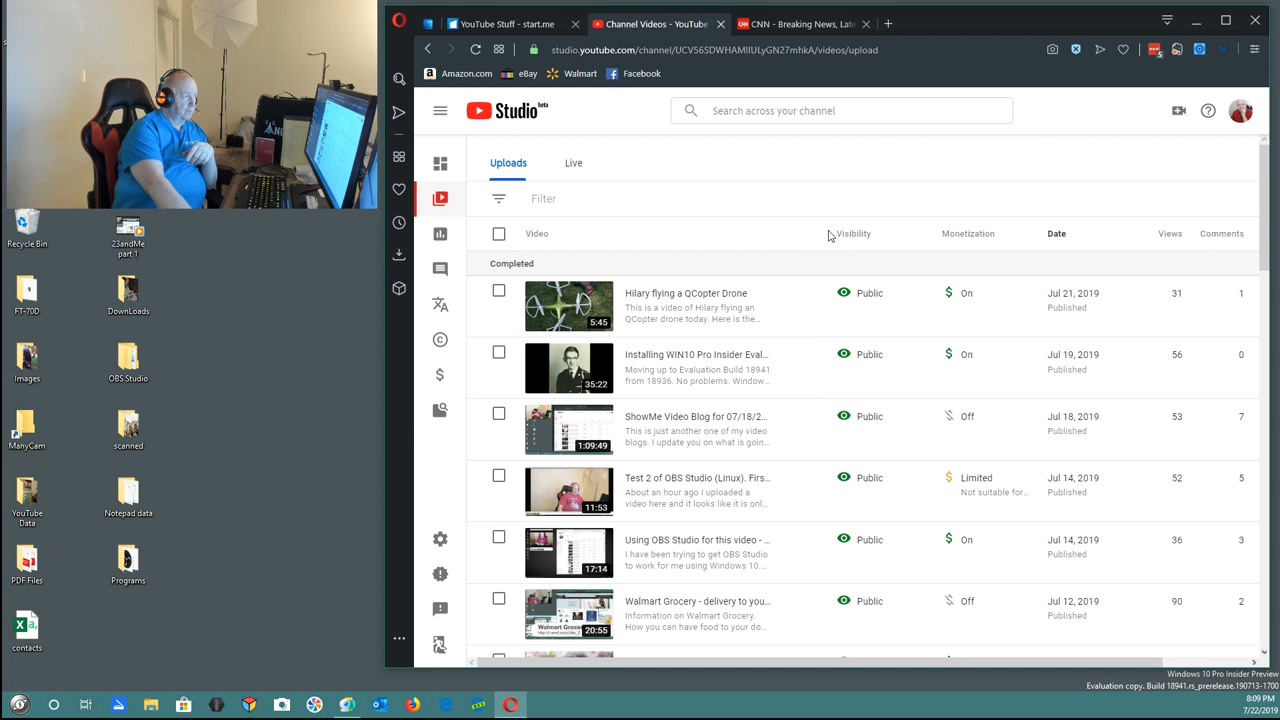 YouTube Stuff - start.me
Channel Videos - YouTube
CNN - Breaking News, Late
studio.youtube.com/channel/
Amazon.com
eBay
Walmart
Facebook
5
Studio beta
Search across your channel
Uploads
Live
Filter
Video
Visibility
Monetization
Date
Views
Comments
Completed
5:45
Hilary flying a QCopter Drone
This is a video of Hilary flying an
QCopter drone today. Here is the...
Public
On
Jul 21, 2019
Published
31
1
35:22
Installing WIN10 Pro Insider Eval...
Moving up to Evaluation Build 18941
from 18936. No problems. Window...
Public
On
Jul 19, 2019
Published
56
0
1:09:49
ShowMe Video Blog for 07/18/2...
This is just another one of my video
blogs. I update you on what is goin...
Public
Off
Jul 18, 2019
Published
53
7
11:53
Test 2 of OBS Studio (Linux). Firs...
About an hour ago I uploaded a
video here and it looks like it is onl...
Public
Limited
Not suitable for...
Jul 14, 2019
Published
52
5
17:14
Using OBS Studio for this video - ...
I have been trying to get OBS Studio
to work for me using Windows 10....
Public
On
Jul 14, 2019
Published
36
3
Walmart Groce
20:55
Walmart Grocery - delivery to you...
Information on Walmart Grocery.
How you can have food to your do...
Public
Off
Jul 12, 2019
Published
90
2
Recycle Bin
23andMe
part 1
FT-70D
DownLoads
Images
OBS Studio
ManyCam
scanned
YouTube
Data
Notepad data
PDF Files
Programs
contacts
Windows 10 Pro Insider Preview
Evaluation copy. Build 18941.rs_prerelease.190713-1700
8:09 PM
7/22/2019